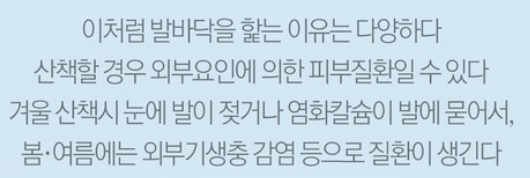 이처럼 발바닥을 핥는 이유는 다양하다
산책할 경우 외부요인에 의한 피부질환일 수 있다
겨울 산책시 눈에 발이 젖거나 염화칼슘이 발에 묻어서,
봄·여름에는 외부기생충 감염 등으로 질환이 생긴다